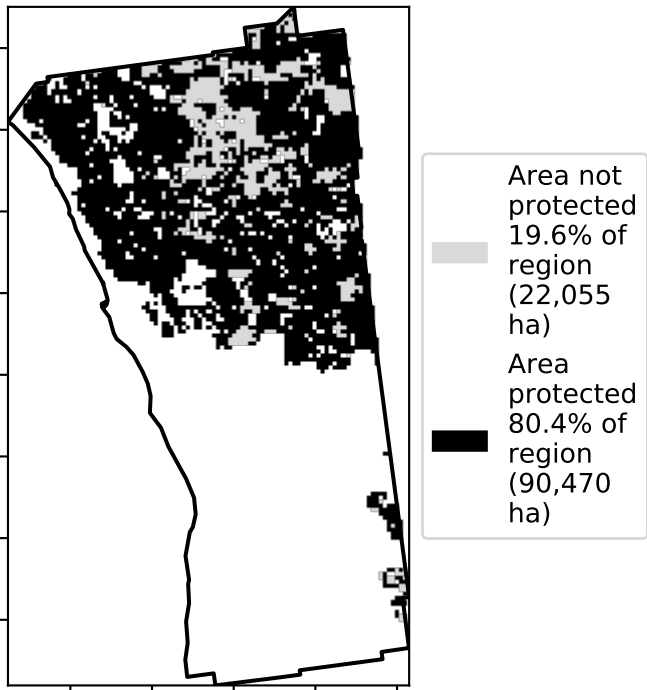 Area not
protected
19.6% of
region
(22,055
ha)
Area
protected
80.4% of
region
(90,470
ha)